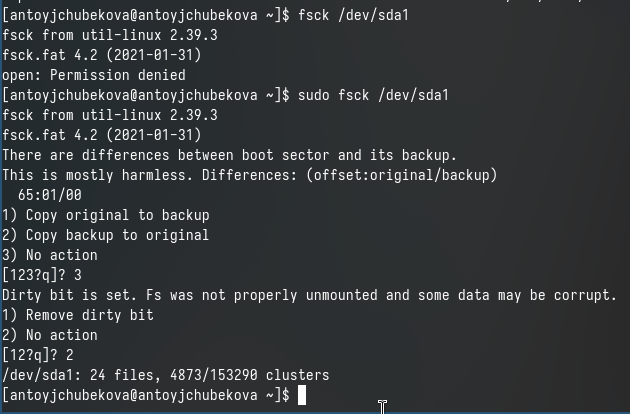 [antoyjchubekova@antoyjchubekova ~]$ fsck /dev/sda1
fsck from util-linux 2.39.3
fsck.fat 4.2 (2021-01-31)
open: Permission denied
[antoyjchubekova@antoyjchubekova ~]$ sudo fsck /dev/sda1
fsck from util-linux 2.39.3
fsck.fat 4.2 (2021-01-31)
There are differences between boot sector and its backup.
This is mostly harmless. Differences: (offset:original/backup)
  65:01/00
1) Copy original to backup
2) Copy backup to original
3) No action
[123?q]? 3
Dirty bit is set. Fs was not properly unmounted and some data may be corrupt.
1) Remove dirty bit
2) No action
[12?q]? 2
/dev/sda1: 24 files, 4873/153290 clusters
[antoyjchubekova@antoyjchubekova ~]$